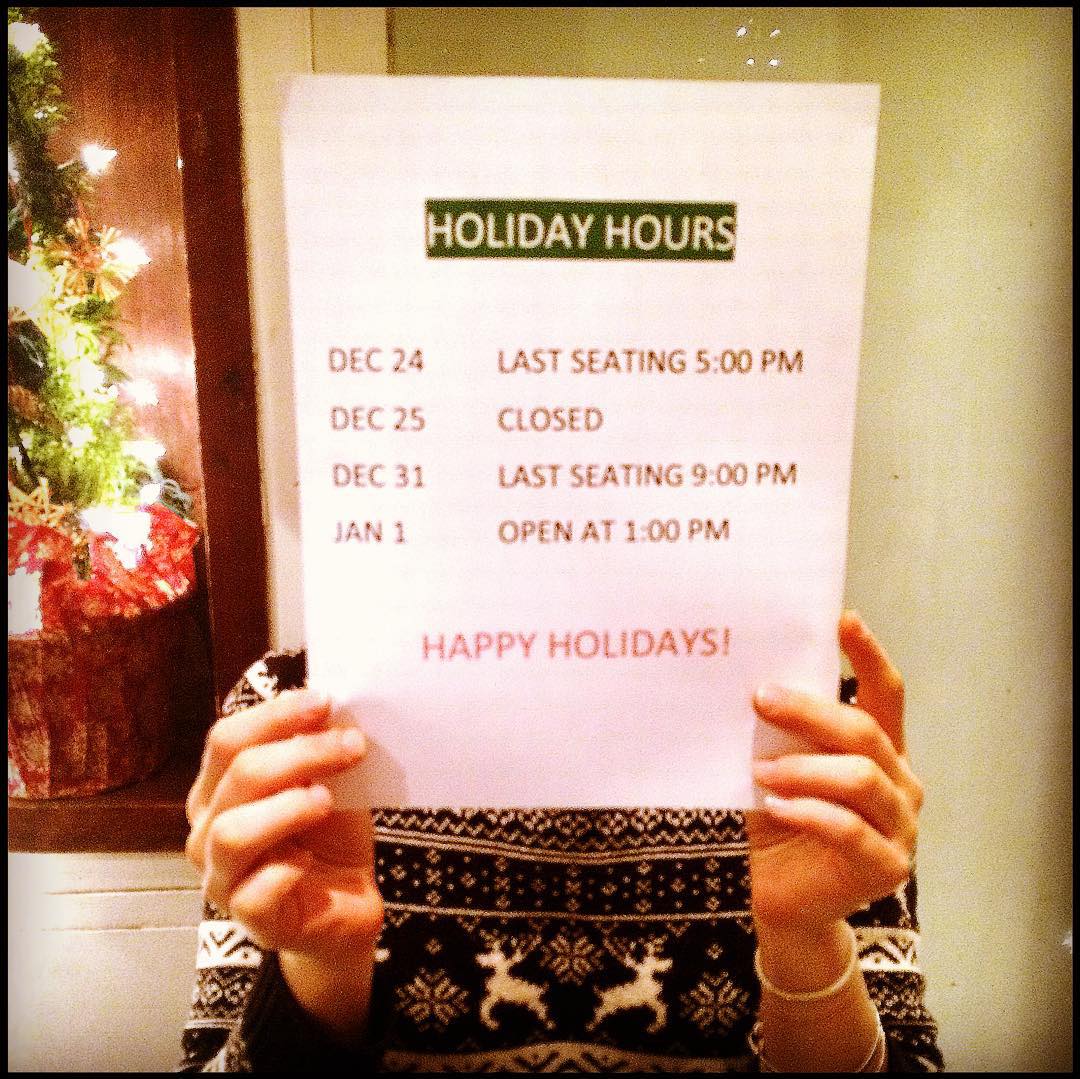 HOLIDAY HOURS
DEC 24 LAST SEATING 5:00 PM
DEC 25 CLOSED
DEC 31 LAST SEATING 9:00 PM
JAN 1 OPEN AT 1:00 PM
HAPPY HOLIDAYS!